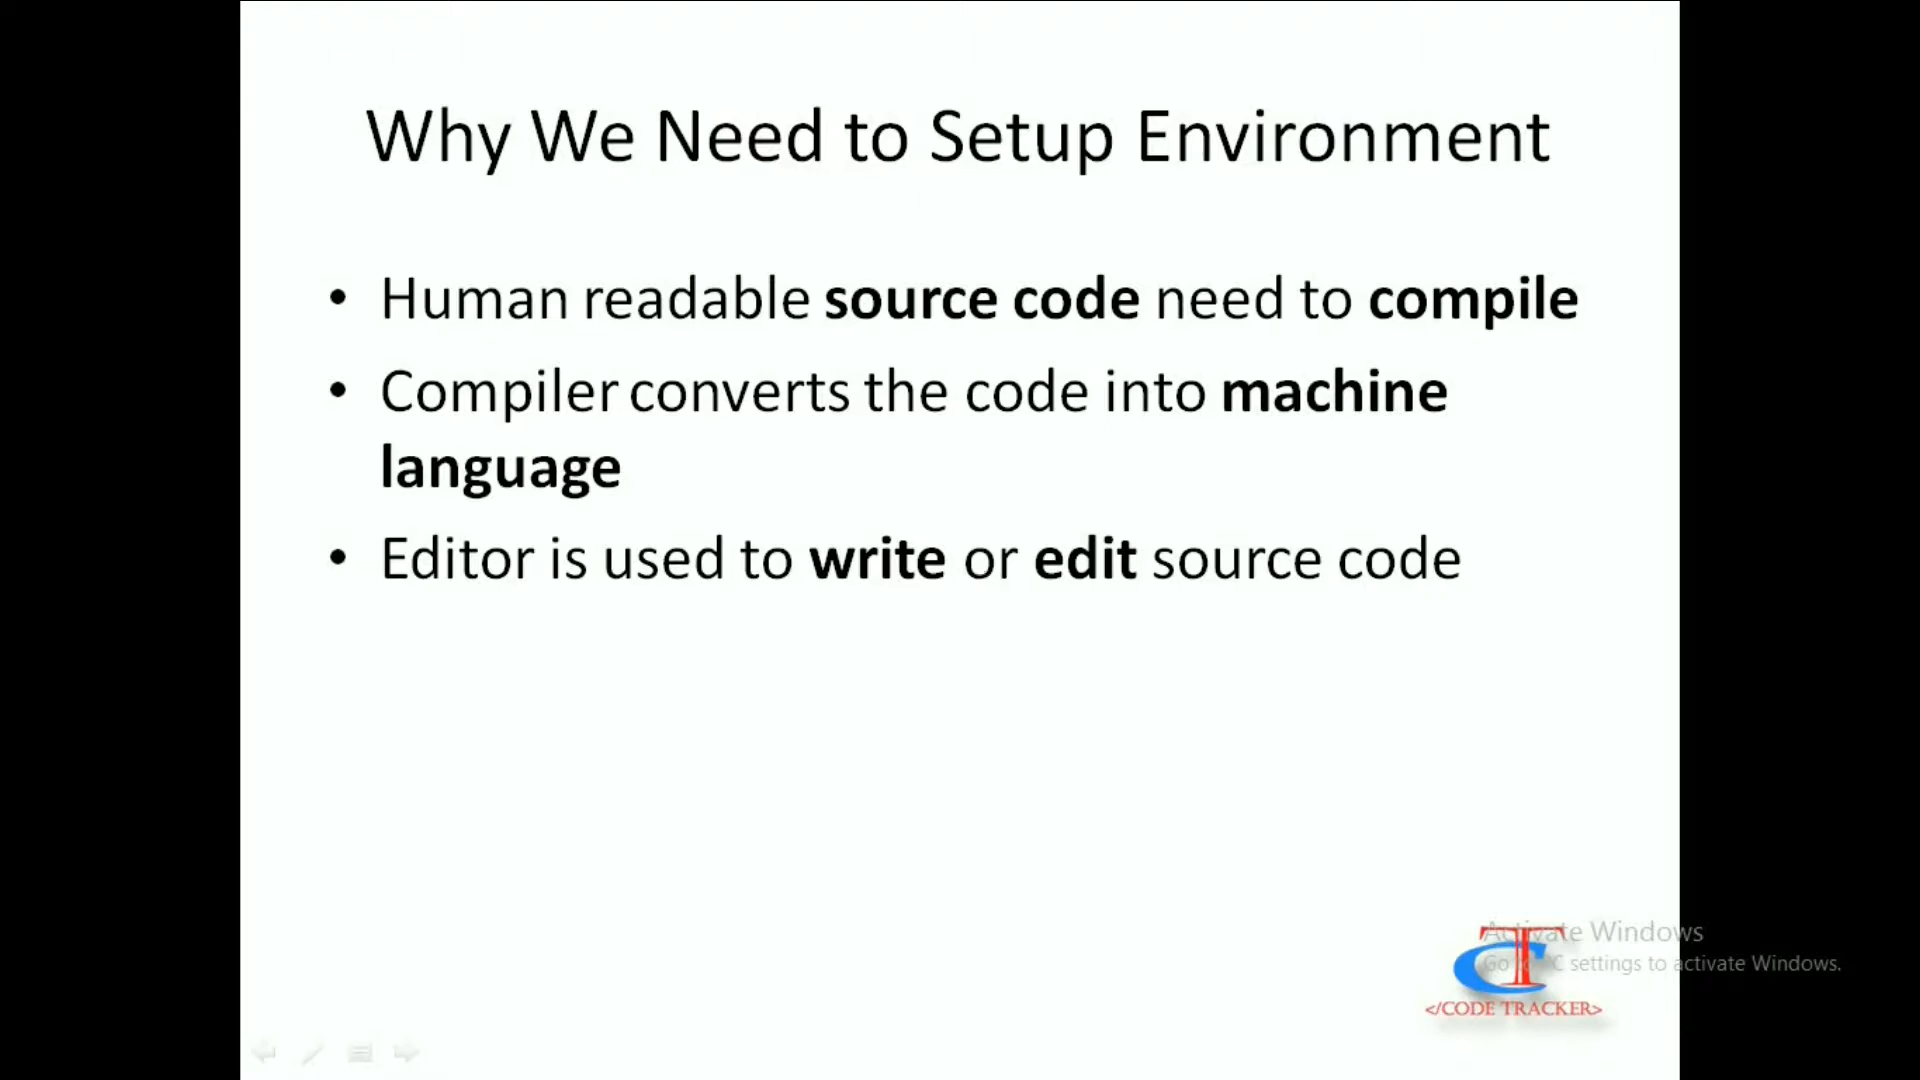 Why We Need to Setup Environment
• Human readable source code need to compile
• Compiler converts the code into machine
language
• Editor is used to write or edit source code
Activate Windows
Go to PC settings to activate Windows.
CT
</CODE TRACKER>